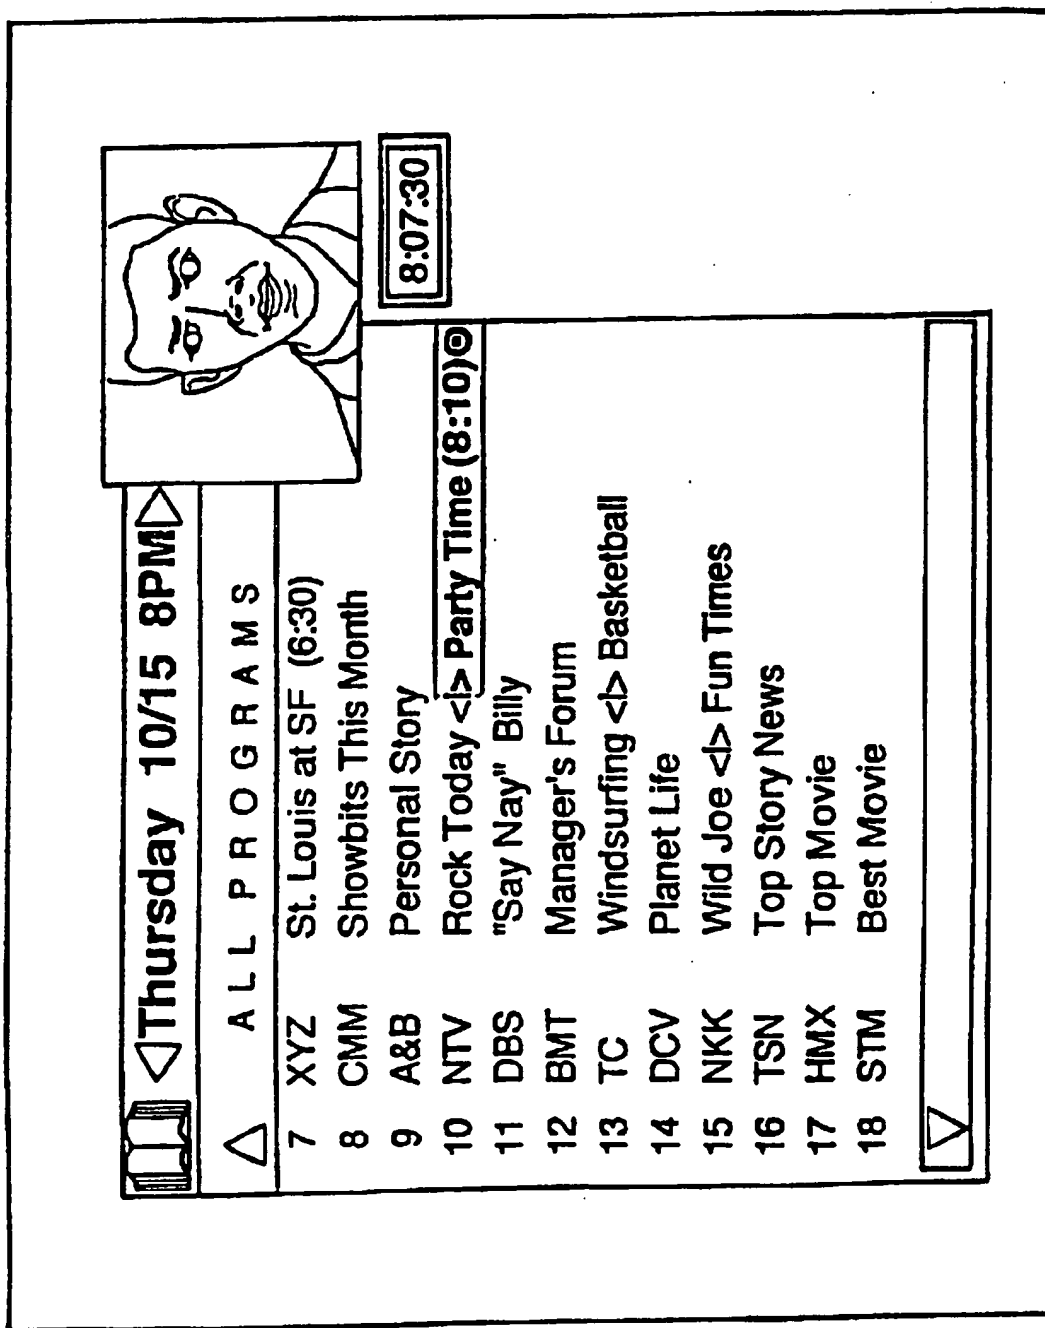 Thursday 10/15 8PM
ALL PROGRAMS
7 XYZ St. Louis at SF (6:30)
8 CMM Showbits This Month
9 A&B Personal Story
10 NTV Rock Today <|> Party Time (8:10)
11 DBS "Say Nay" Billy
12 BMT Manager's Forum
13 TC Windsurfing <|> Basketball
14 DCV Planet Life
15 NKK Wild Joe <|> Fun Times
16 TSN Top Story News
17 HMX Top Movie
18 STM Best Movie
8:07:30